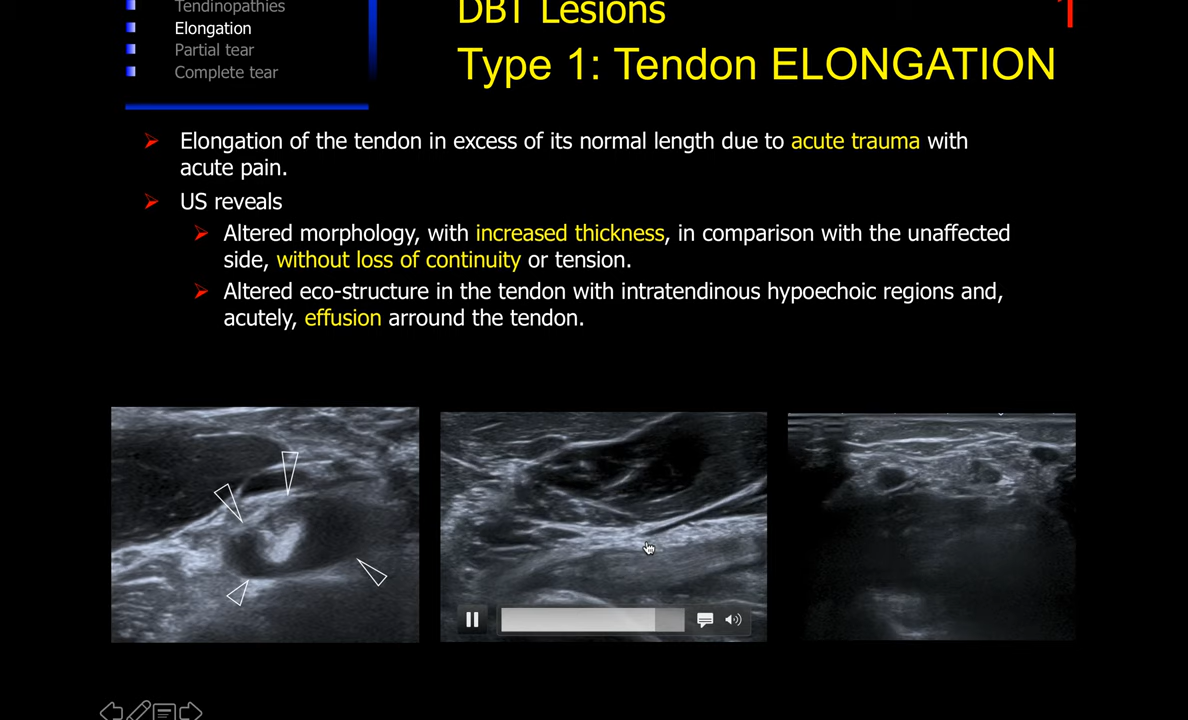 Tendinopathies
Elongation
Partial tear
Complete tear
DBT Lesions
1
Type 1: Tendon ELONGATION
Elongation of the tendon in excess of its normal length due to acute trauma with
acute pain.
US reveals
Altered morphology, with increased thickness, in comparison with the unaffected
side, without loss of continuity or tension.
Altered eco-structure in the tendon with intratendinous hypoechoic regions and,
acutely, effusion arround the tendon.